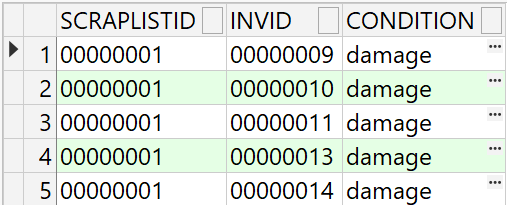 SCRAPLISTID INVID CONDITION
1 00000001 00000009 damage ...
2 00000001 00000010 damage ...
3 00000001 00000011 damage ...
4 00000001 00000013 damage ...
5 00000001 00000014 damage ...